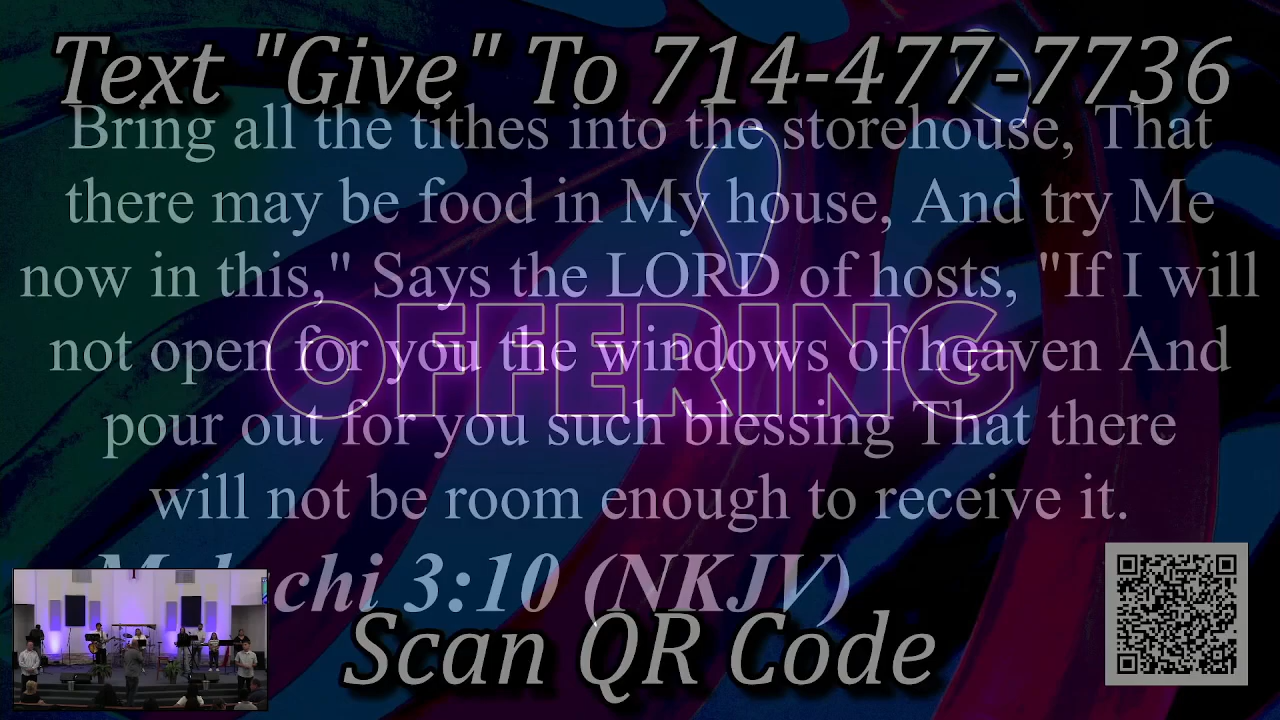 Text "Give" To 714-477-7736
Bring all the tithes into the storehouse, That
there may be food in My house, And try Me
now in this," Says the LORD of hosts, "If I will
not open for you the windows of heaven And
OFFERING
pour out for you such blessing That there
will not be room enough to receive it.
Malachi 3:10 (NKJV)
Scan QR Code